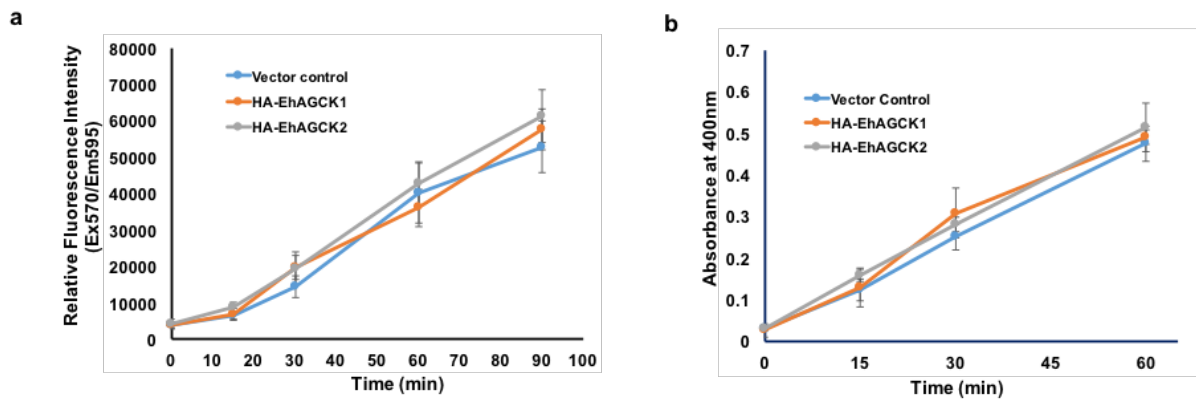 a
Relative Fluorescence Intensity
(Ex570/Em595)
80000
70000
60000
50000
40000
30000
20000
10000
0
Vector control
HA-EhAGCK1
HA-EhAGCK2
0 10 20 30 40 50 60 70 80 90 100
Time (min)
b
Absorbance at 400nm
0.7
0.6
0.5
0.4
0.3
0.2
0.1
0
Vector Control
HA-EhAGCK1
HA-EhAGCK2
0 15 30 45 60
Time (min)